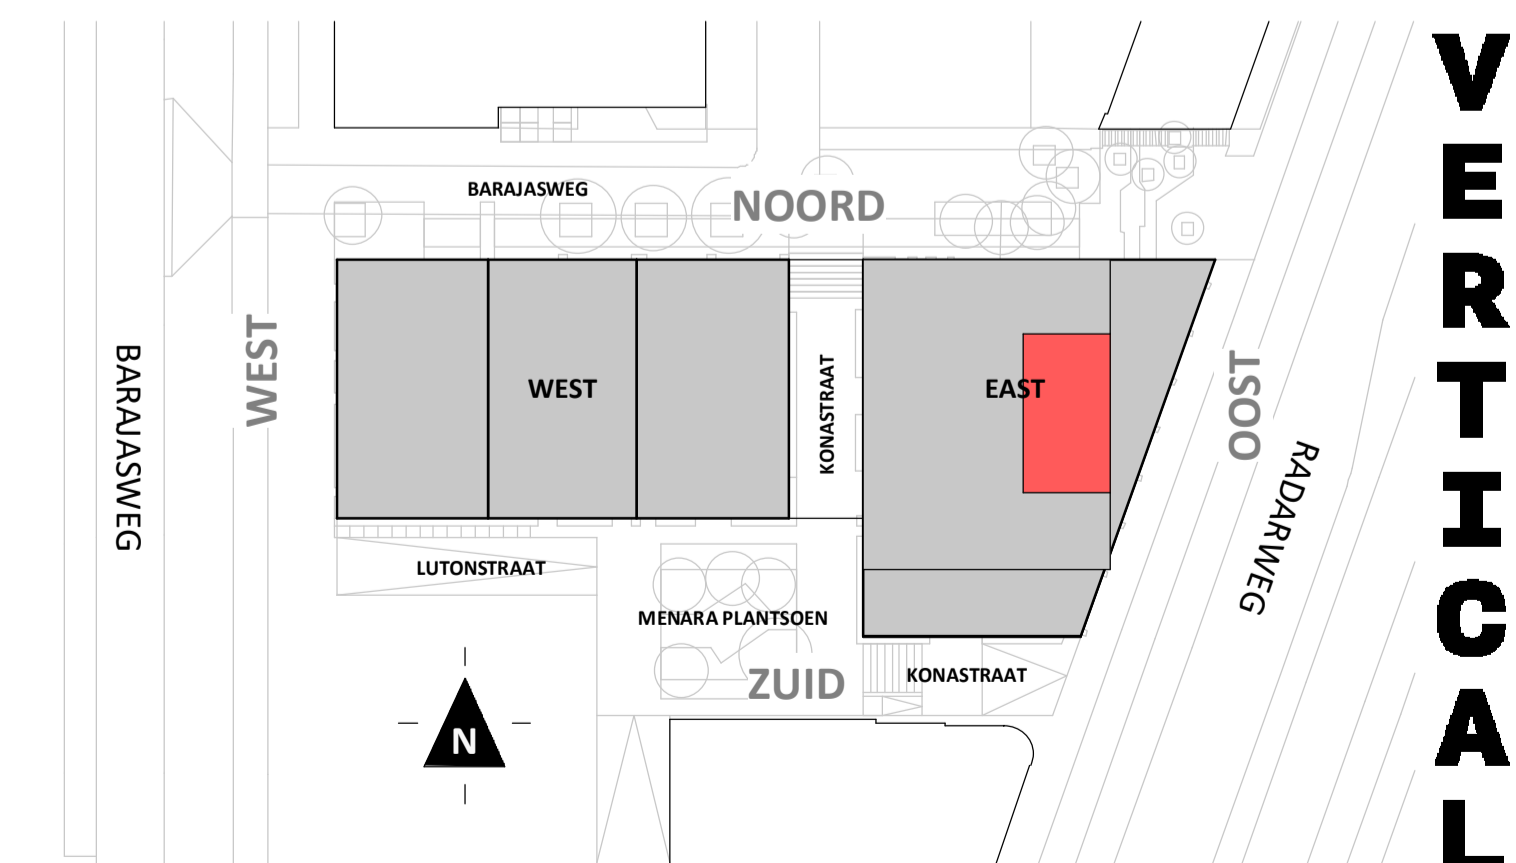 BARAJASWEG
NOORD
BARAJASWEG
WEST
WEST
KONASTRAAT
EAST
OOST
RADARWEG
LUTONSTRAAT
MENARA PLANTSOEN
ZUID
KONASTRAAT
N
VERTICAL